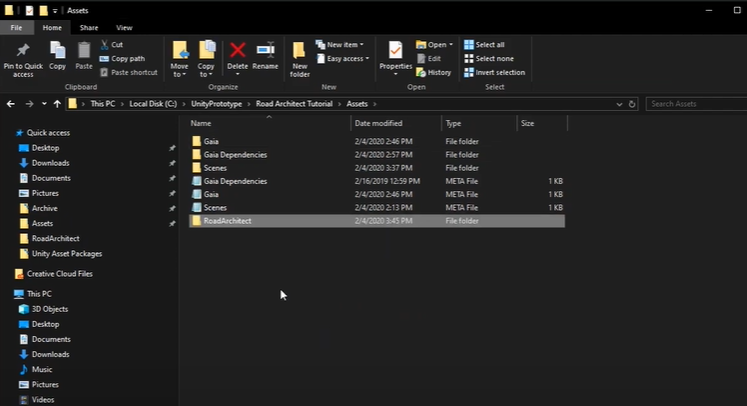 Assets
File Home Share View
Pin to Quick access
Copy
Paste
Cut
Copy path
Paste shortcut
Clipboard
Move to
Copy to
Delete
Rename
Organize
New folder
New item
Easy access
New
Properties
Open
Edit
History
Open
Select all
Select none
Invert selection
Select
This PC > Local Disk (C:) > UnityPrototype > Road Architect Tutorial > Assets >
Search Assets
Name Date modified Type Size
Gaia 2/4/2020 2:46 PM File folder
Gaia Dependencies 2/4/2020 2:57 PM File folder
Scenes 2/4/2020 3:37 PM File folder
Gaia Dependencies 2/16/2019 12:59 PM META File 1 KB
Gaia 2/4/2020 2:46 PM META File 1 KB
Scenes 2/4/2020 2:13 PM META File 1 KB
RoadArchitect 2/4/2020 3:45 PM File folder
Quick access
Desktop
Downloads
Documents
Pictures
Archive
Assets
RoadArchitect
Unity Asset Packages
Creative Cloud Files
This PC
3D Objects
Desktop
Documents
Downloads
Music
Pictures
Videos